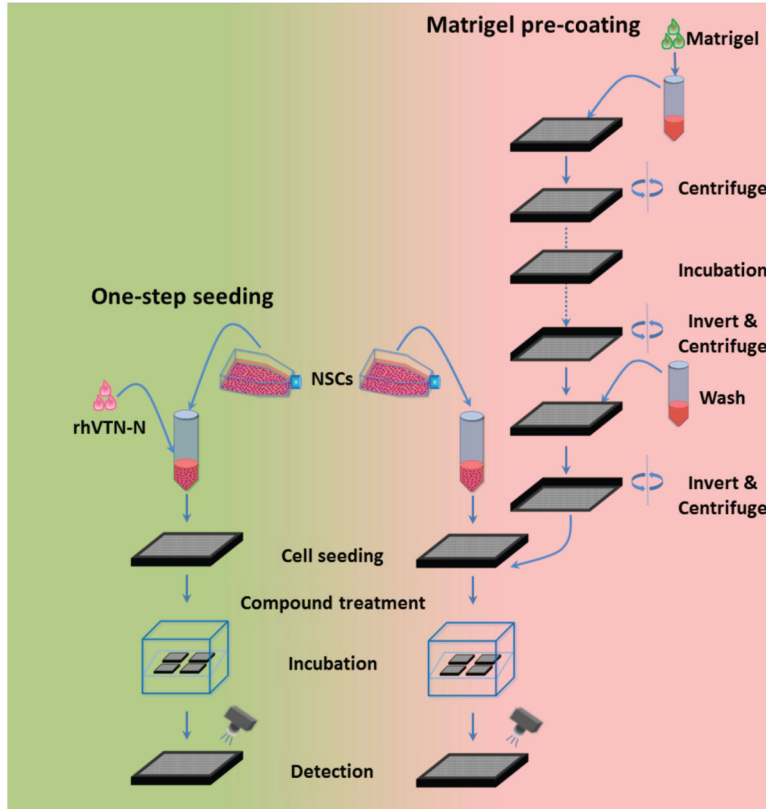 Matrigel pre-coating
Matrigel
Centrifuge
Incubation
Invert &
Centrifuge
Wash
Invert &
Centrifuge
One-step seeding
NSCs
rhVTN-N
Cell seeding
Compound treatment
Incubation
Detection